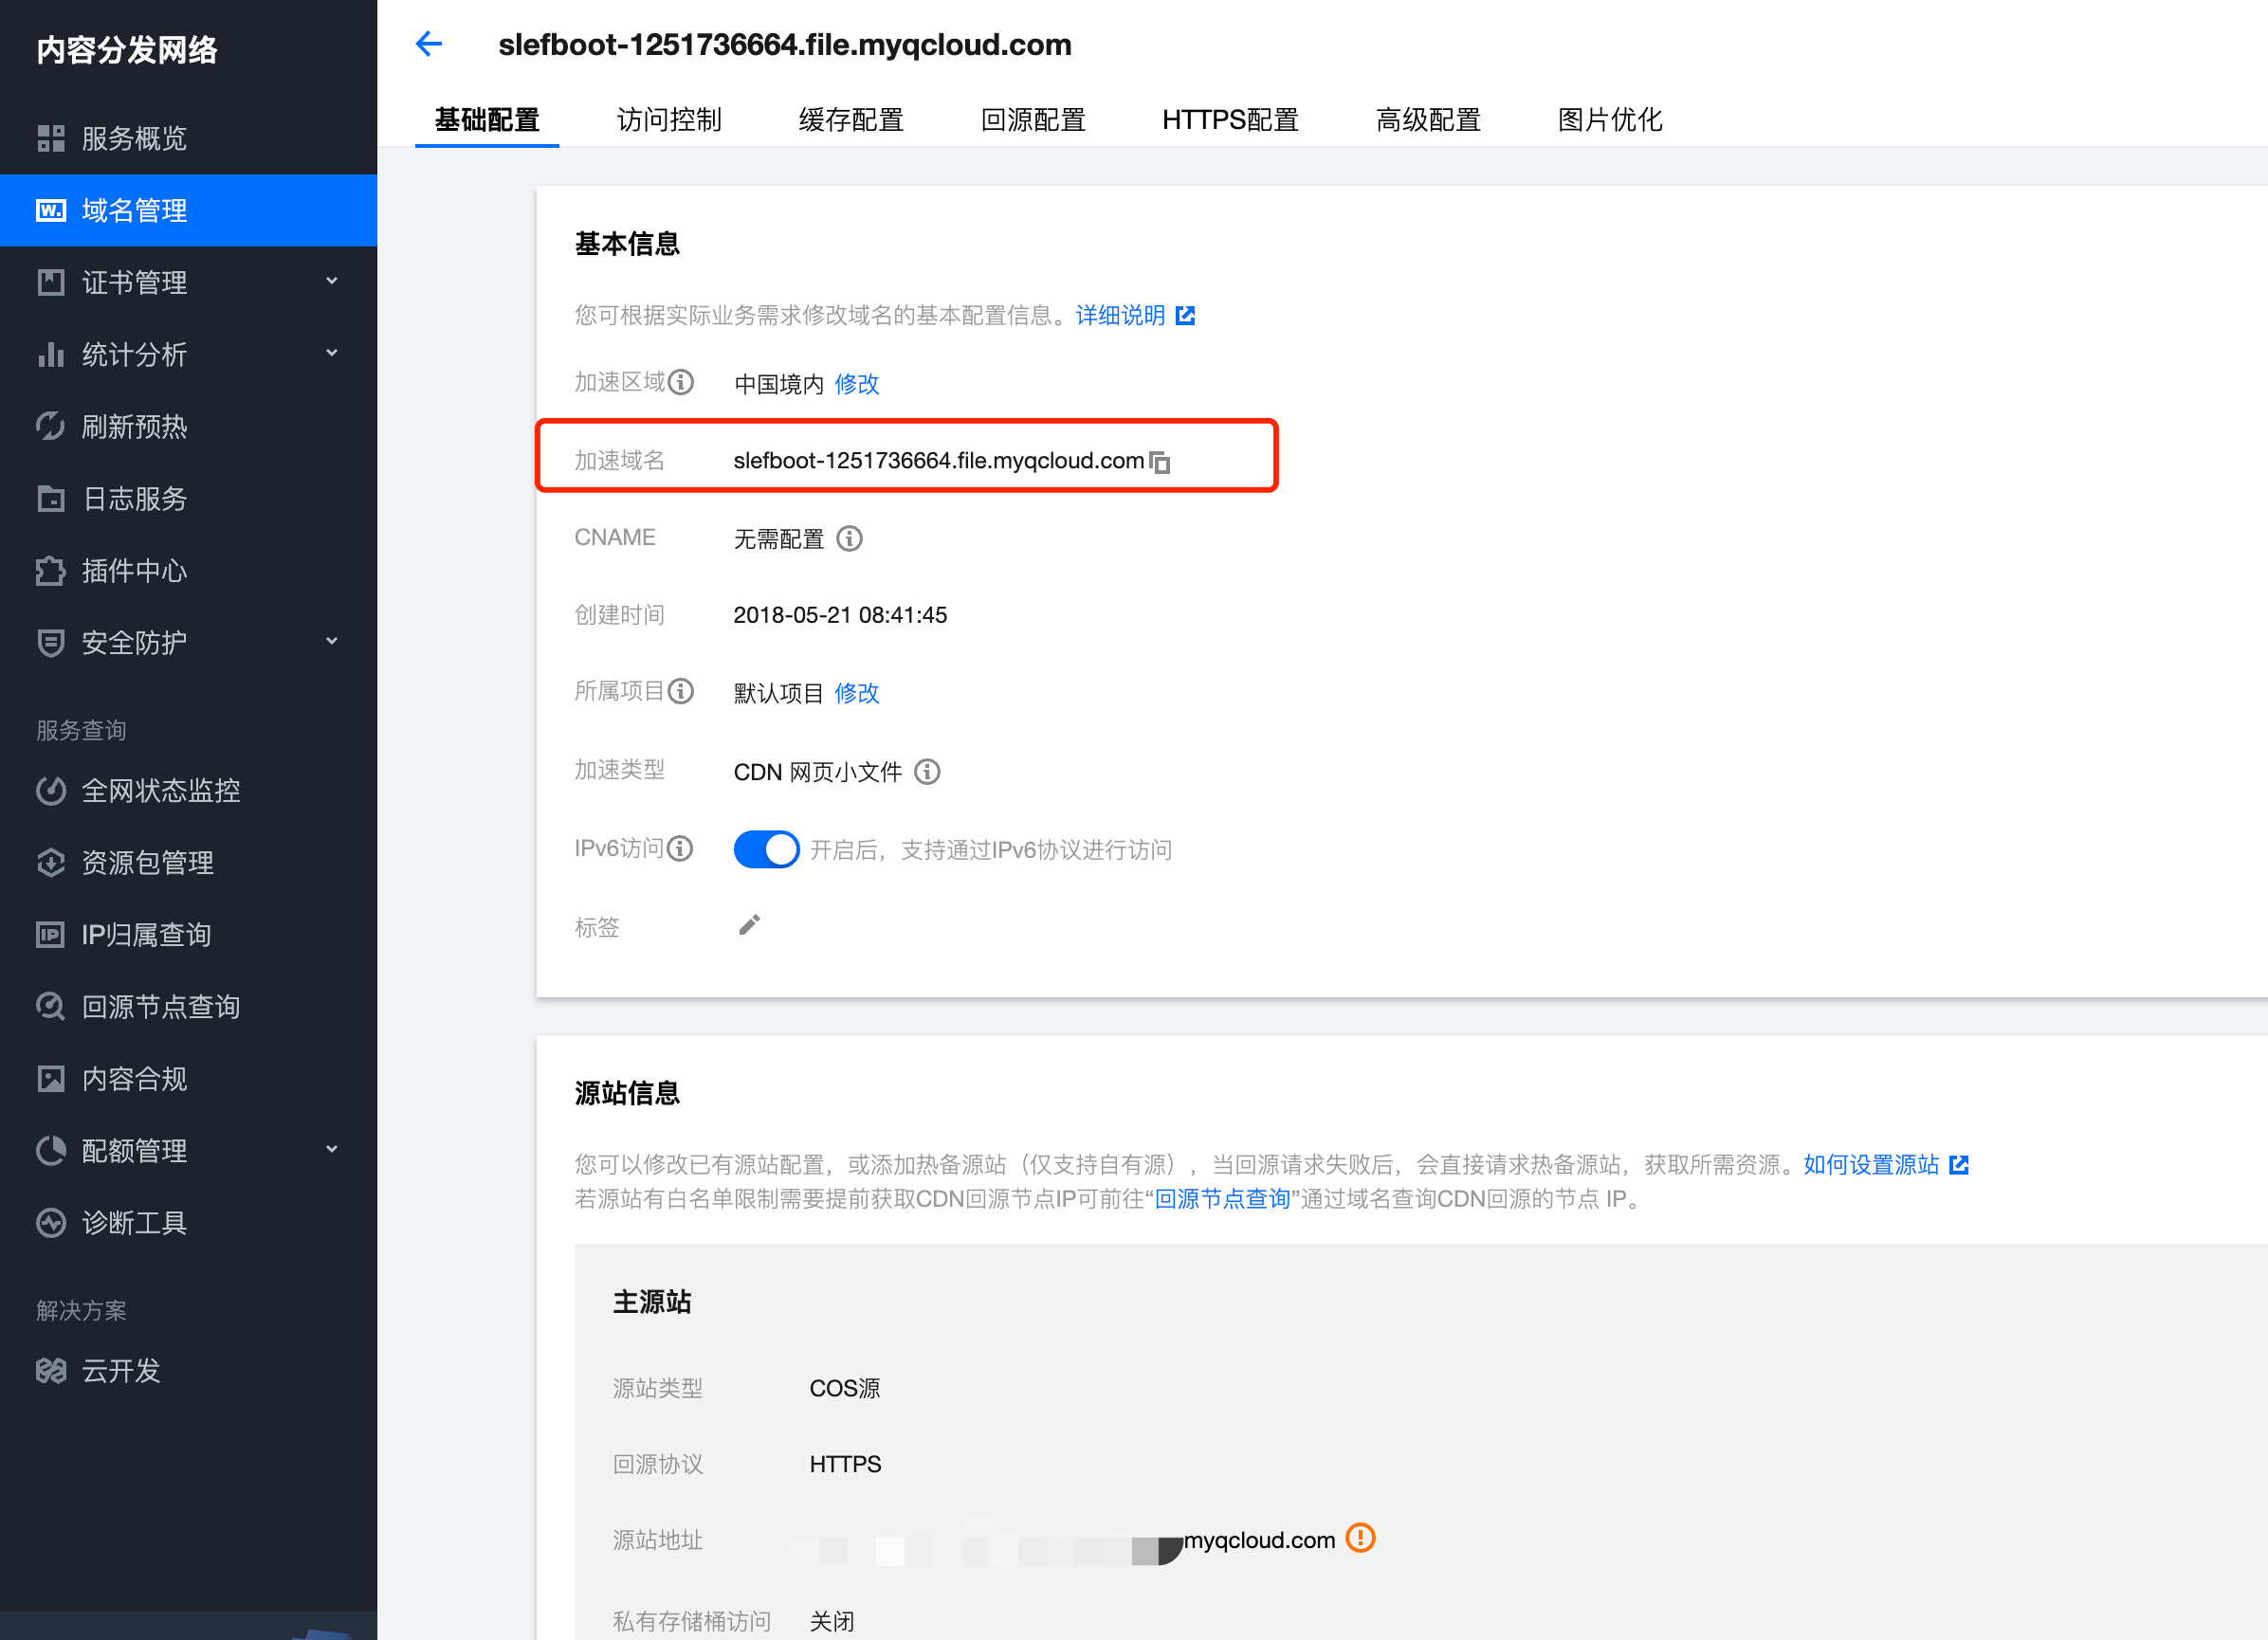 内容分发网络
服务概览
域名管理
证书管理
统计分析
刷新预热
日志服务
插件中心
安全防护
服务查询
全网状态监控
资源包管理
IP归属查询
回源节点查询
内容合规
配额管理
诊断工具
解决方案
云开发
slefboot-1251736664.file.myqcloud.com
基础配置 访问控制 缓存配置 回源配置 HTTPS配置 高级配置 图片优化
基本信息
您可根据实际业务需求修改域名的基本配置信息。详细说明
加速区域 中国境内 修改
加速域名 slefboot-1251736664.file.myqcloud.com
CNAME 无需配置
创建时间 2018-05-21 08:41:45
所属项目 默认项目 修改
加速类型 CDN 网页小文件
IPv6访问 开启后，支持通过IPv6协议进行访问
标签
源站信息
您可以修改已有源站配置，或添加热备源站（仅支持自有源），当回源请求失败后，会直接请求热备源站，获取所需资源。如何设置源站
若源站有白名单限制需要提前获取CDN回源节点IP可前往“回源节点查询”通过域名查询CDN回源的节点 IP。
主源站
源站类型 COS源
回源协议 HTTPS
源站地址 myqcloud.com
私有存储桶访问 关闭